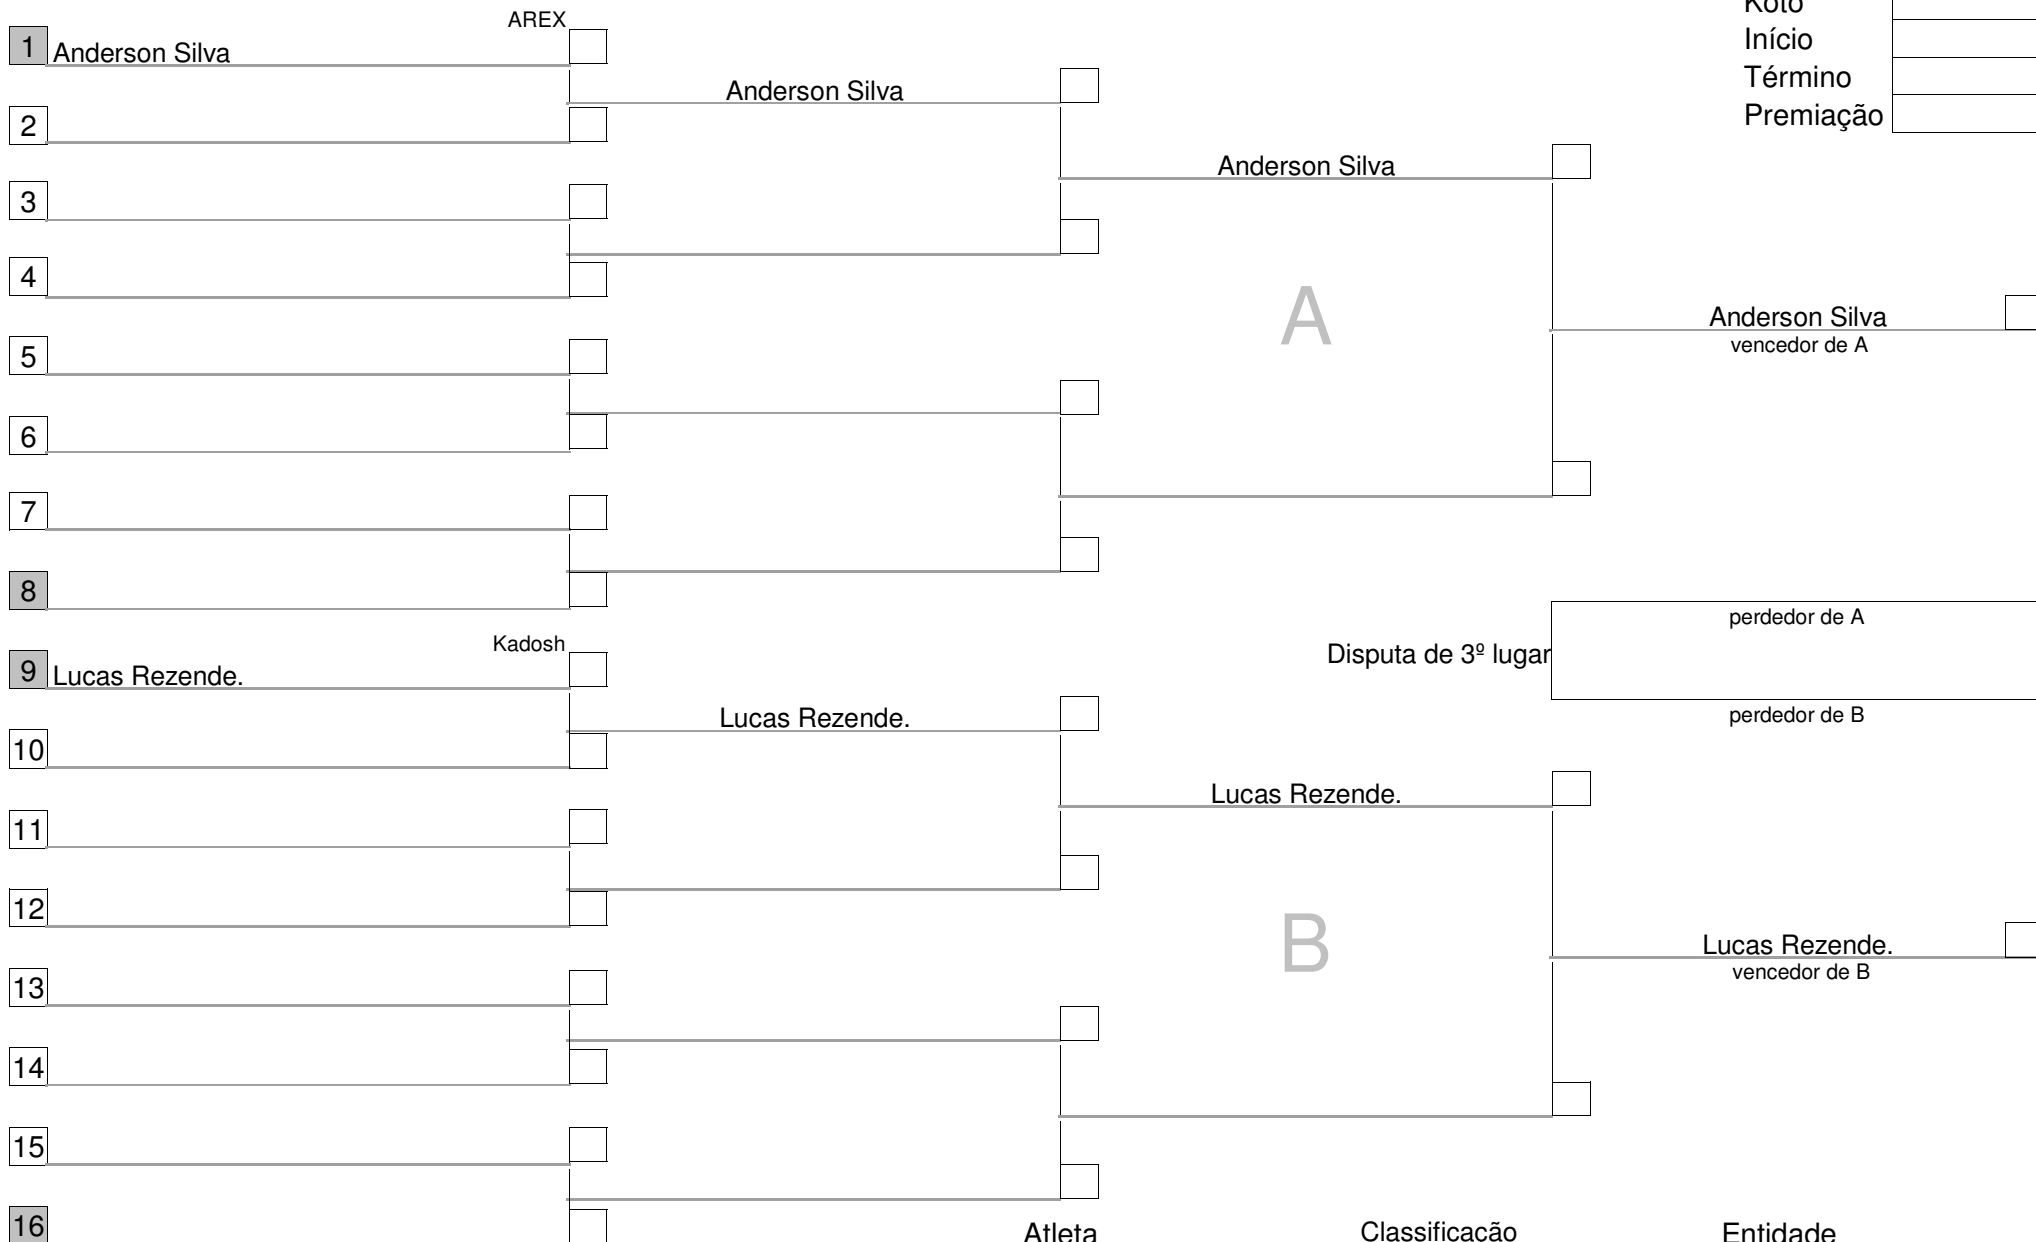 AREX
Koto
1 Anderson Silva
Início
Anderson Silva
Término
2
Premiação
Anderson Silva
3
4
A
Anderson Silva
5
vencedor de A
6
7
8
perdedor de A
Kadosh
Disputa de 3º lugar
9 Lucas Rezende.
Lucas Rezende.
perdedor de B
10
Lucas Rezende.
11
12
B
Lucas Rezende.
vencedor de B
13
14
15
16
Atleta Classificação Entidade